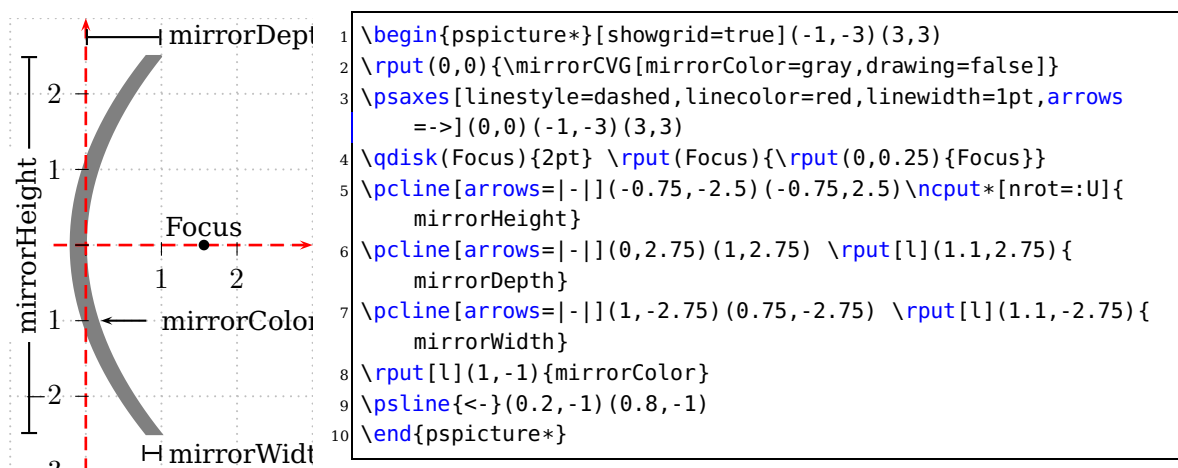 mirrorDept
2
1
mirrorHeight
Focus
1
2
1
mirrorColor
−2
mirrorWidt
1 \begin{pspicture*}[showgrid=true](-1,-3)(3,3)
2 \rput(0,0){\mirrorCVG[mirrorColor=gray,drawing=false]}
3 \psaxes[linestyle=dashed,linecolor=red,linewidth=1pt,arrows
=->](0,0)(-1,-3)(3,3)
4 \qdisk(Focus){2pt} \rput(Focus){\rput(0,0.25){Focus}}
5 \pcline[arrows=|-|](-0.75,-2.5)(-0.75,2.5)\ncput*[nrot=:U]{
mirrorHeight}
6 \pcline[arrows=|-|](0,2.75)(1,2.75) \rput[l](1.1,2.75){
mirrorDepth}
7 \pcline[arrows=|-|](1,-2.75)(0.75,-2.75) \rput[l](1.1,-2.75){
mirrorWidth}
8 \rput[l](1,-1){mirrorColor}
9 \psline{<-}(0.2,-1)(0.8,-1)
10 \end{pspicture*}